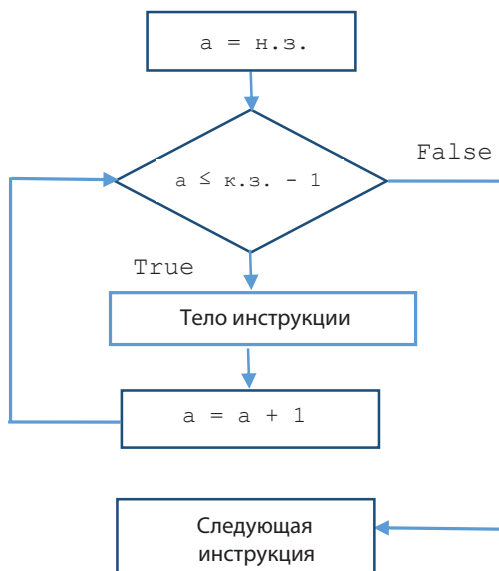 a = н.з.
a ≤ к.з. - 1
False
True
Тело инструкции
a = a + 1
Следующая
инструкция